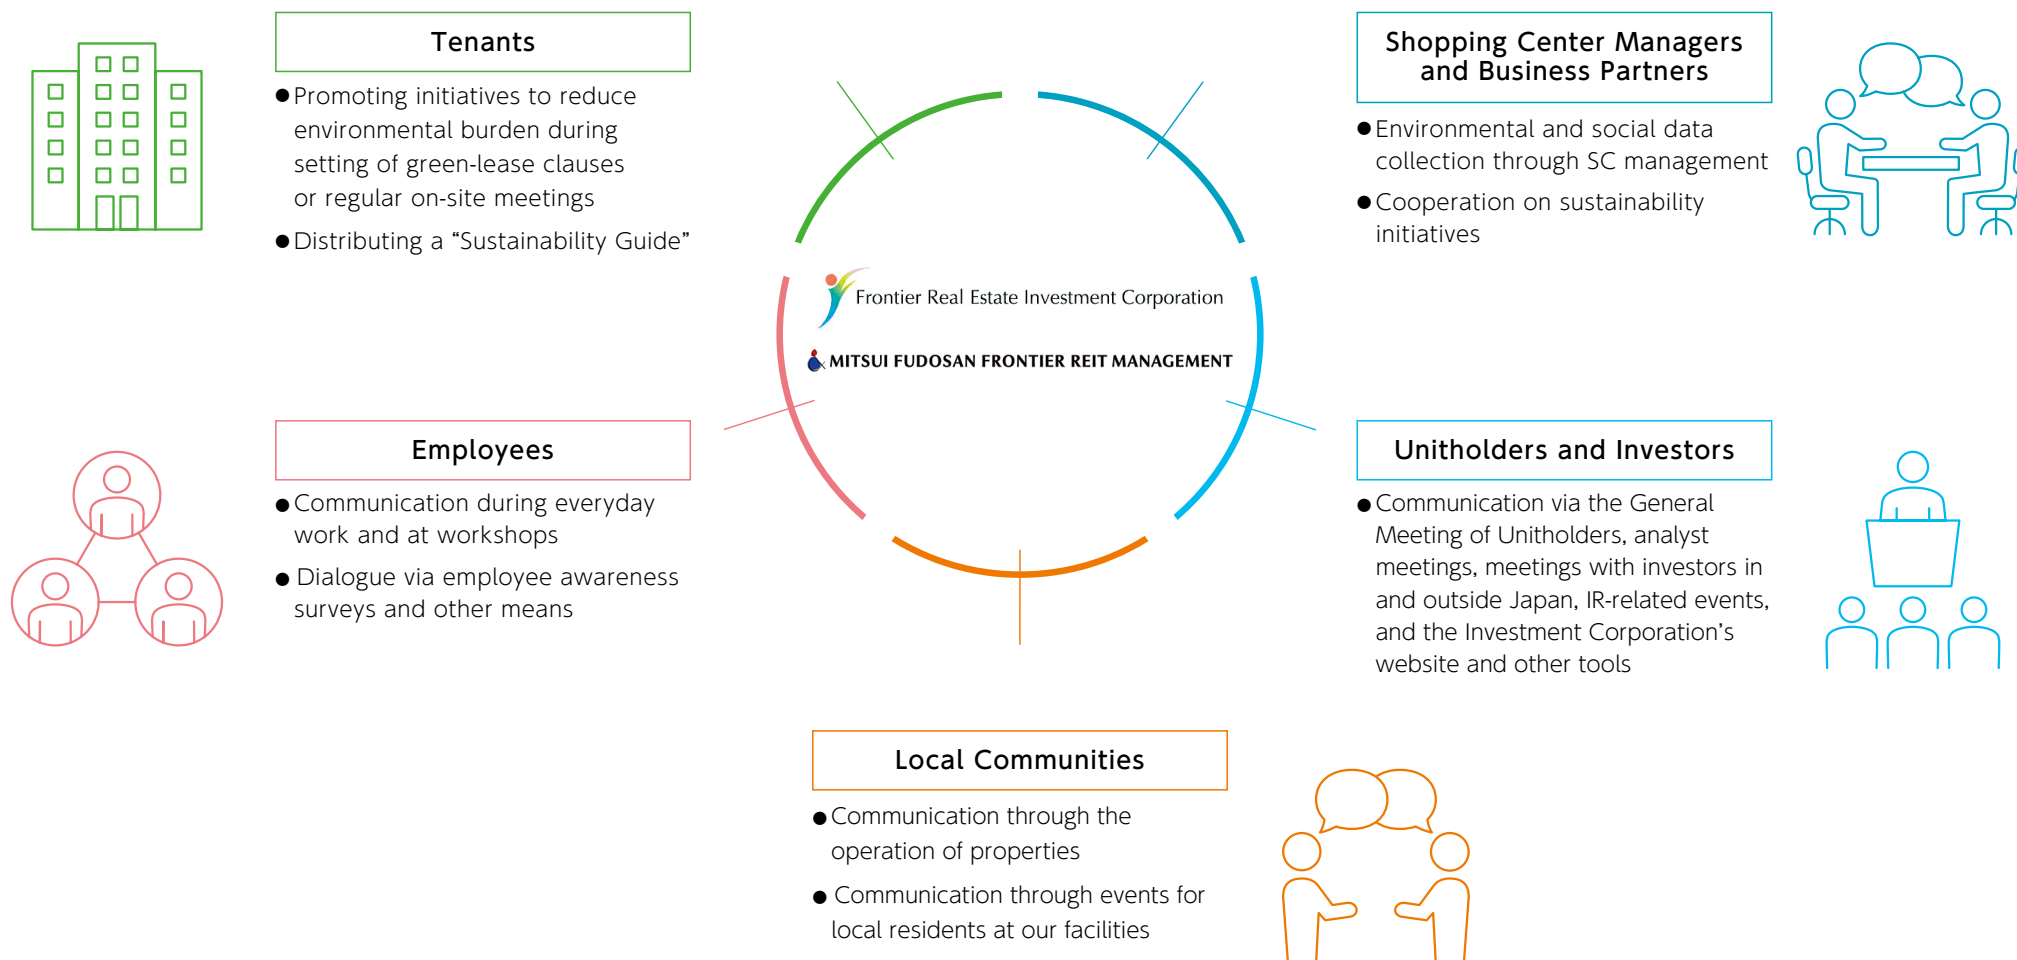 Tenants
●Promoting initiatives to reduce
environmental burden during
setting of green-lease clauses
or regular on-site meetings
●Distributing a “Sustainability Guide”
Shopping Center Managers
and Business Partners
●Environmental and social data
collection through SC management
●Cooperation on sustainability
initiatives
Frontier Real Estate Investment Corporation
MITSUI FUDOSAN FRONTIER REIT MANAGEMENT
Employees
●Communication during everyday
work and at workshops
● Dialogue via employee awareness
surveys and other means
Unitholders and Investors
●Communication via the General
Meeting of Unitholders, analyst
meetings, meetings with investors in
and outside Japan, IR-related events,
and the Investment Corporation’s
website and other tools
Local Communities
●Communication through the
operation of properties
● Communication through events for
local residents at our facilities